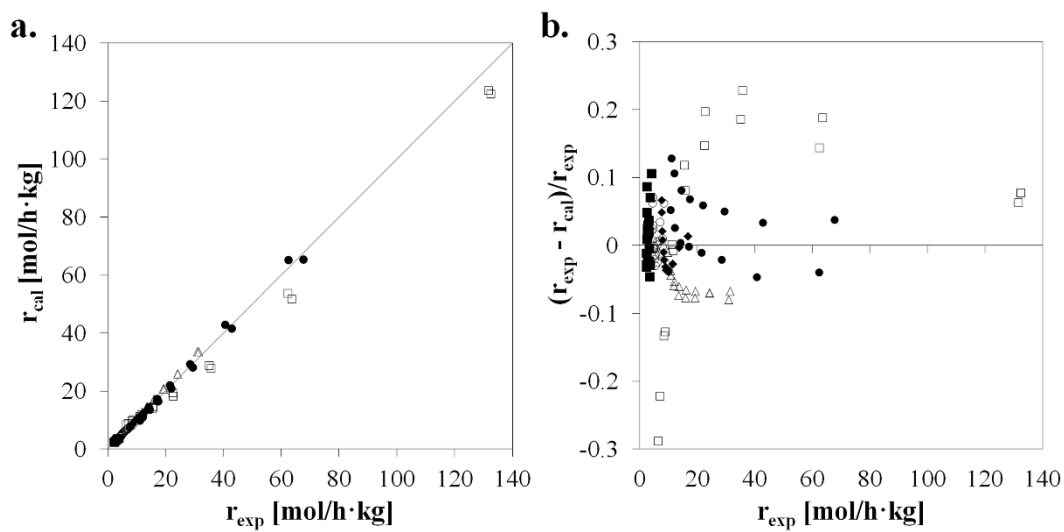 a.
140
120
100
80
60
40
20
0
r_cal [mol/h·kg]
0 20 40 60 80 100 120 140
r_exp [mol/h·kg]
b.
0.3
0.2
0.1
0
-0.1
-0.2
-0.3
(r_exp - r_cal)/r_exp
0 20 40 60 80 100 120 140
r_exp [mol/h·kg]